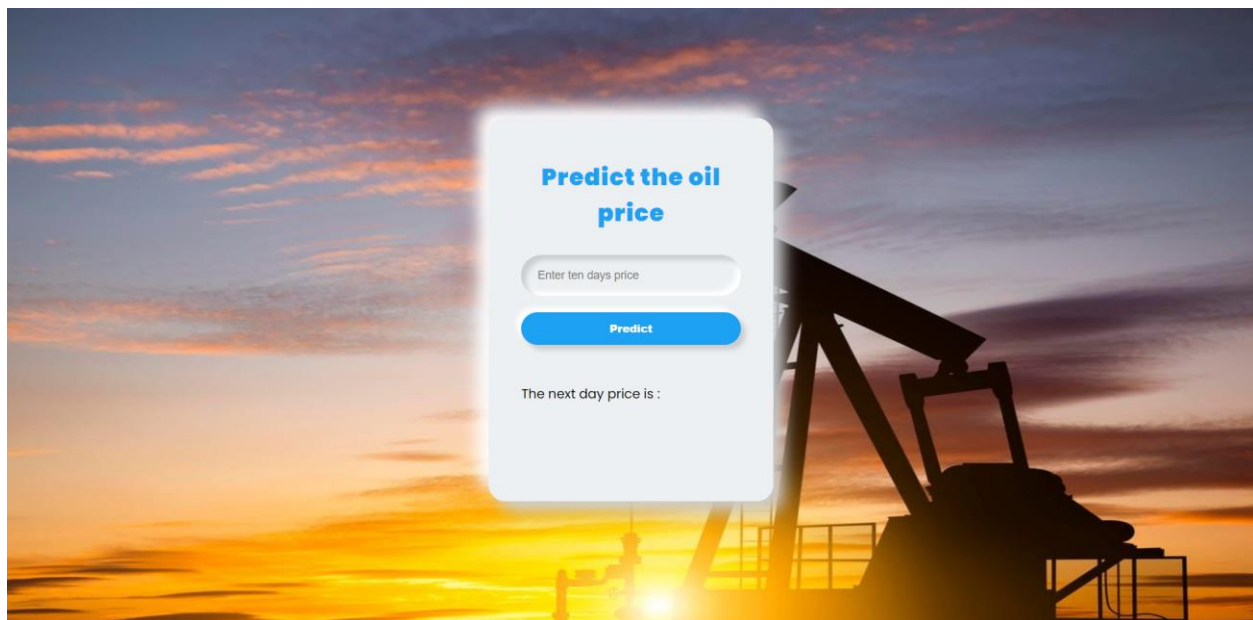 Predict the oil
price
Enter ten days price
Predict
The next day price is :